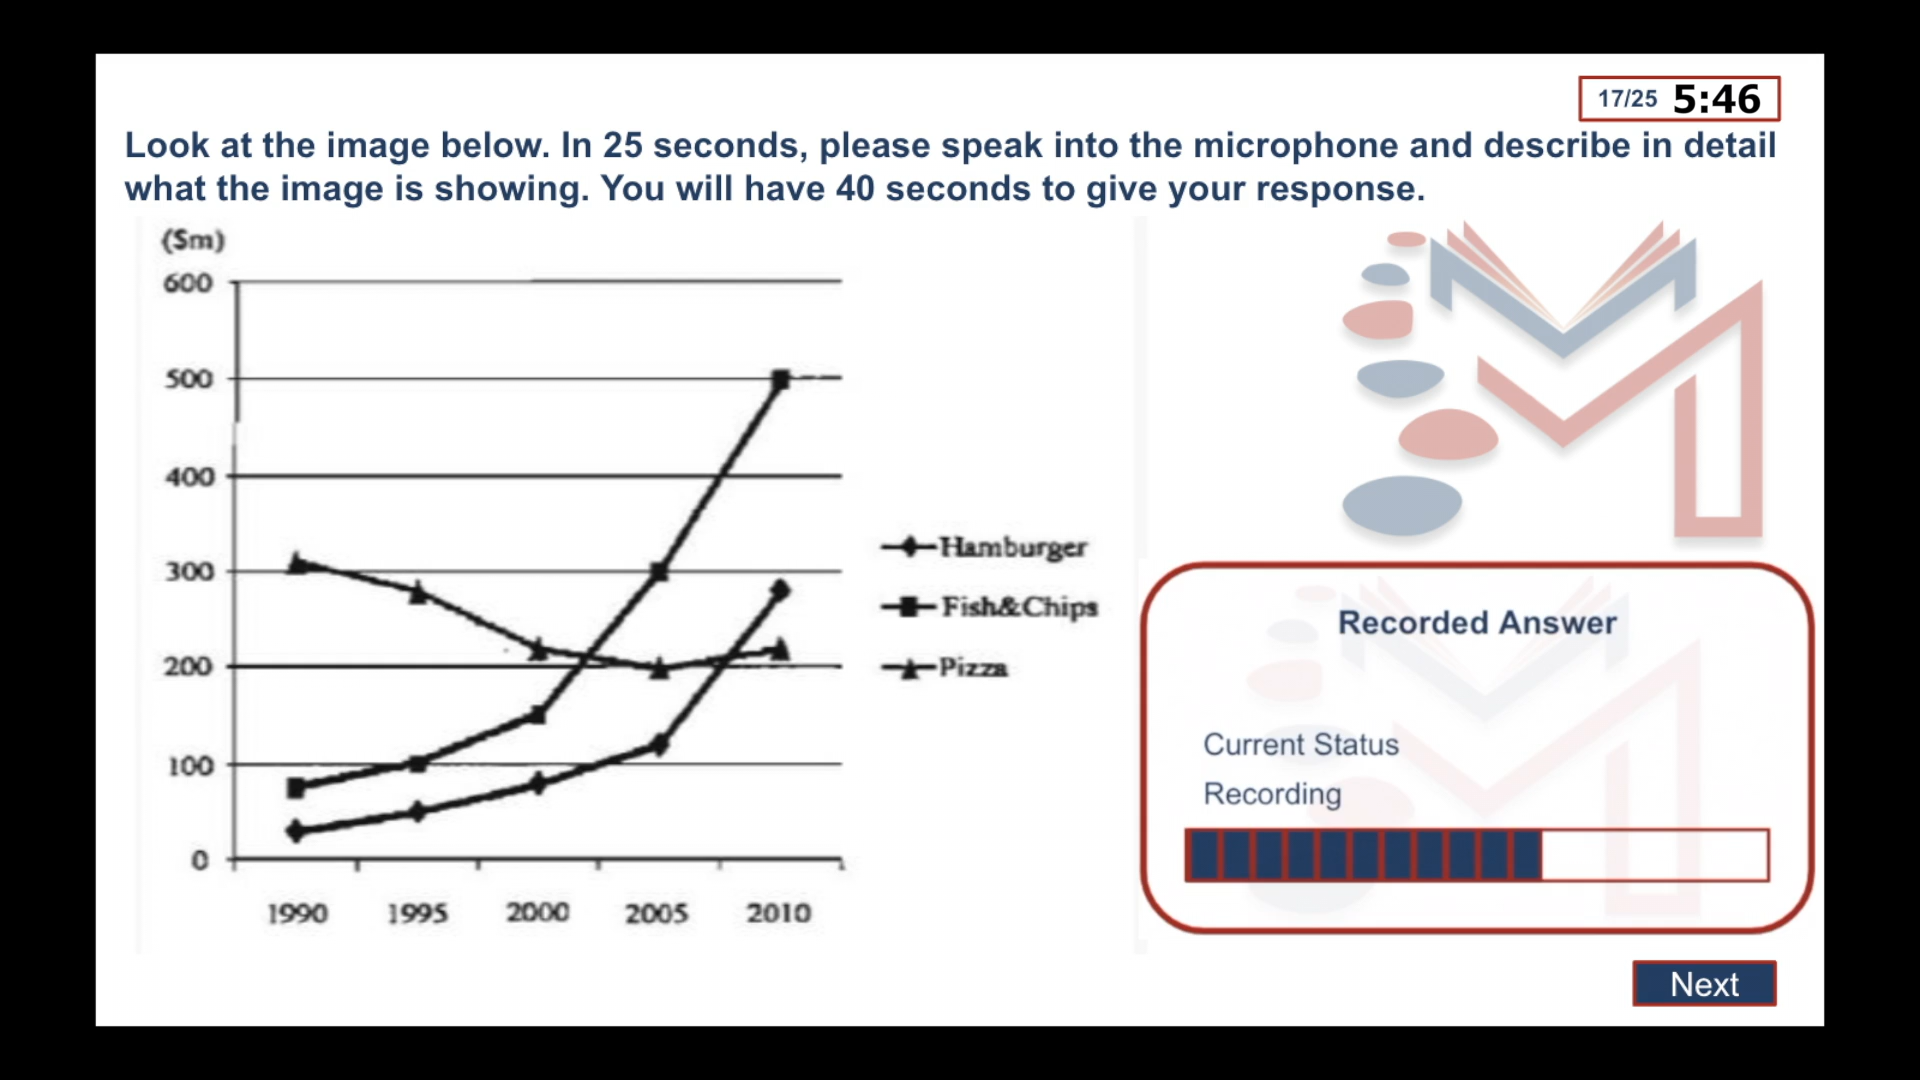 17/25 5:46
Look at the image below. In 25 seconds, please speak into the microphone and describe in detail
what the image is showing. You will have 40 seconds to give your response.
($m)
600
500
400
300
200
100
0
1990 1995 2000 2005 2010
Hamburger
Fish&Chips
Pizza
Recorded Answer
Current Status
Recording
Next